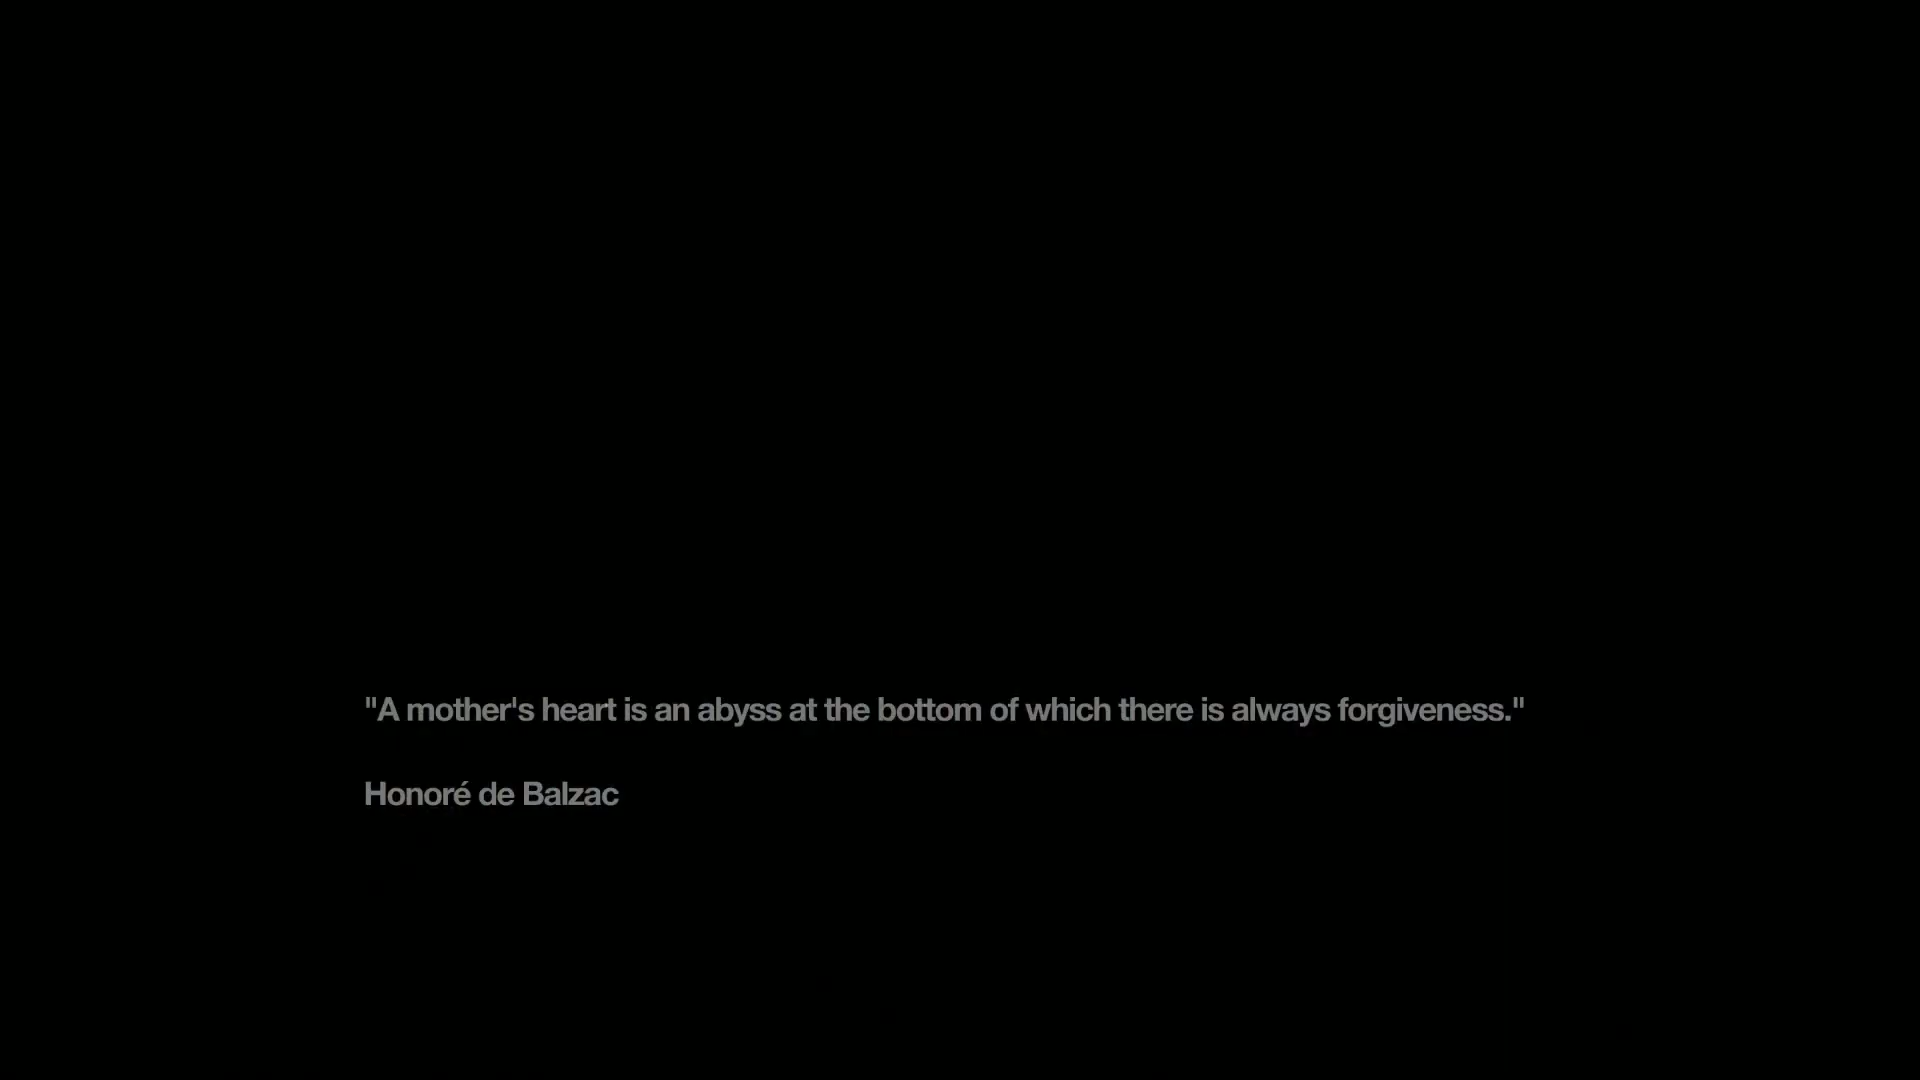 "A mother's heart is an abyss at the bottom of which there is always forgiveness."
Honoré de Balzac